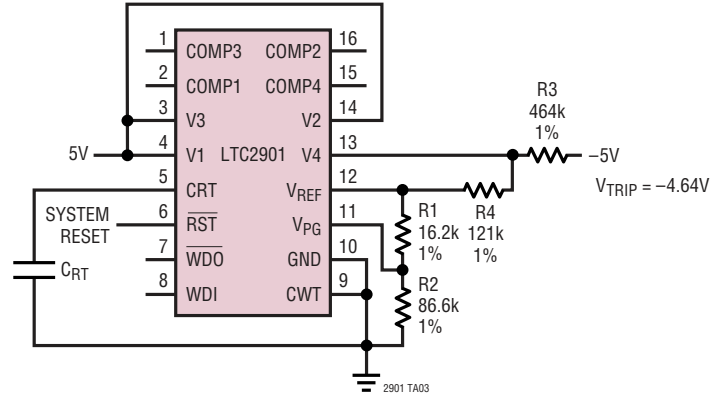 1 COMP3 COMP2 16
2 COMP1 COMP4 15
3 V3 V2 14
5V 4 V1 LTC2901 V4 13
5 CRT VREF 12
SYSTEM RESET 6 RST VPG 11
7 WDO GND 10
8 WDI CWT 9
CRT
R3
464k
1%
–5V
VTRIP = –4.64V
R1
16.2k
1%
R4
121k
1%
R2
86.6k
1%
2901 TA03